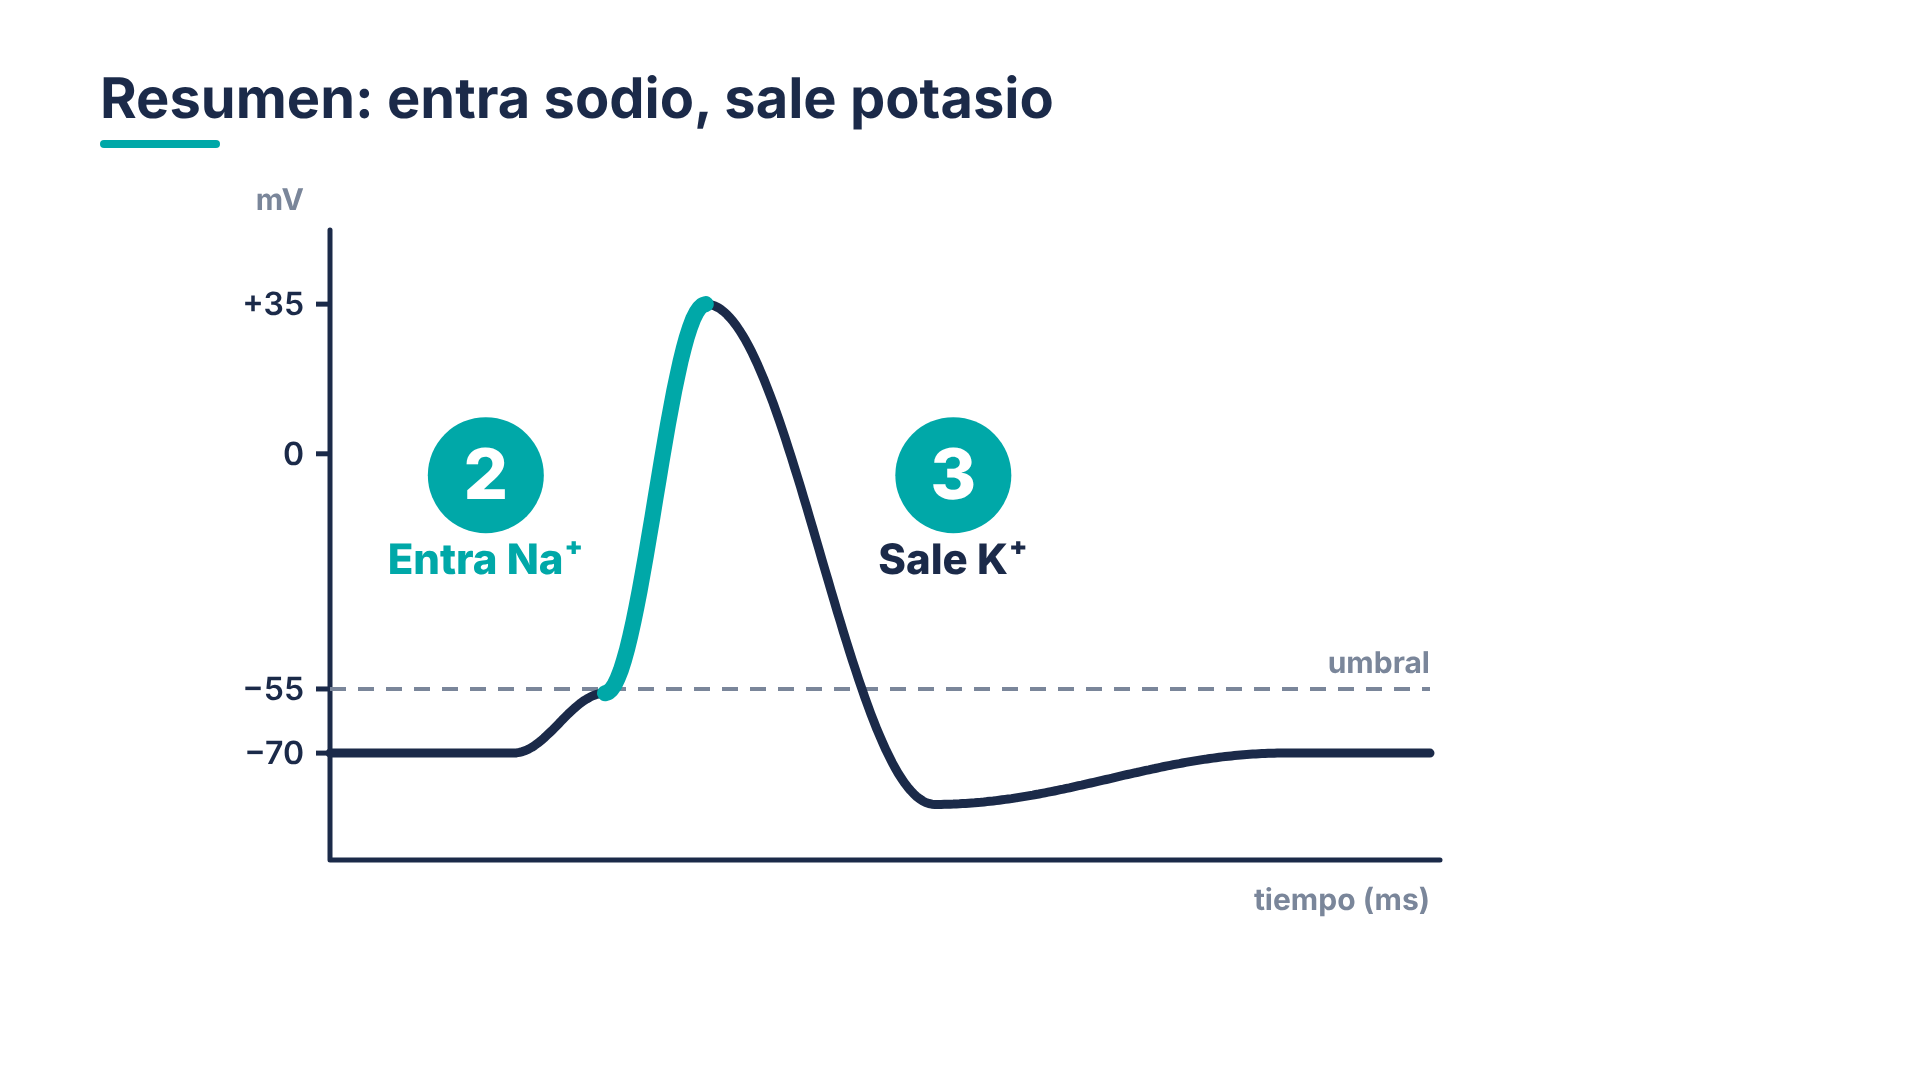 Resumen: entra sodio, sale potasio
mV
+35
0
2
3
Entra Na⁺
Sale K⁺
umbral
−55
−70
tiempo (ms)